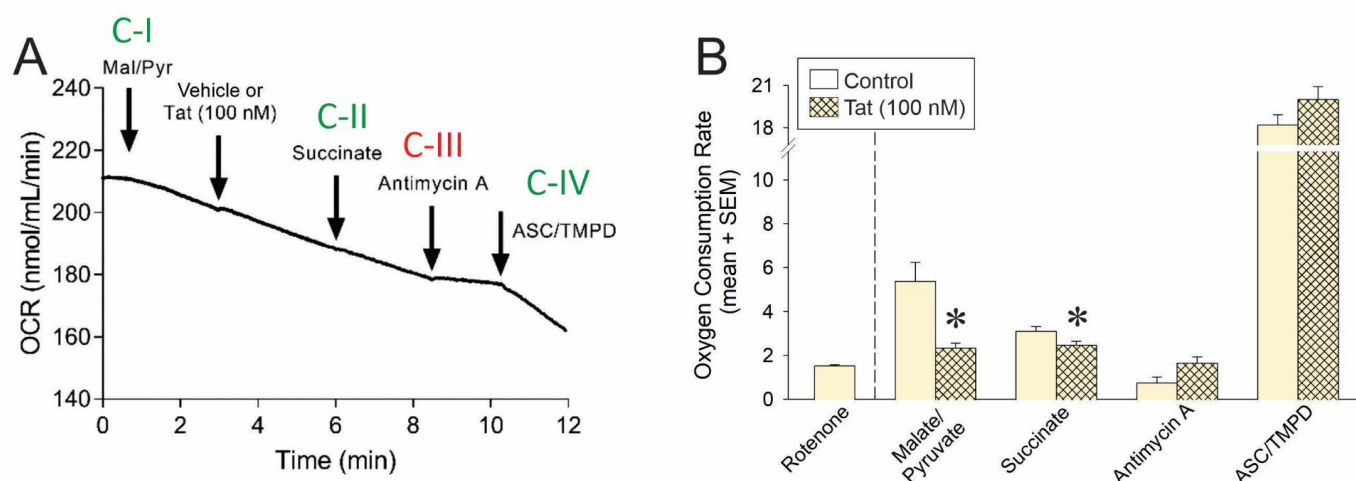 A
C-I
Mal/Pyr
Vehicle or
Tat (100 nM)
C-II
Succinate
C-III
Antimycin A
C-IV
ASC/TMPD
OCR (nmol/mL/min)
240
220
200
180
160
140
0 2 4 6 8 10 12
Time (min)
B
Control
Tat (100 nM)
Oxygen Consumption Rate
(mean + SEM)
21
18
10
8
6
4
2
0
*
*
Rotenone
Malate/
Pyruvate
Succinate
Antimycin A
ASC/TMPD